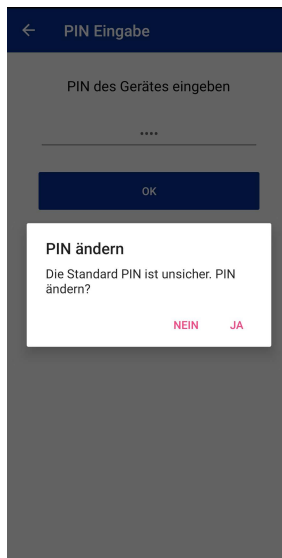 PIN Eingabe
PIN des Gerätes eingeben
....
OK
PIN ändern
Die Standard PIN ist unsicher. PIN
ändern?
NEIN JA